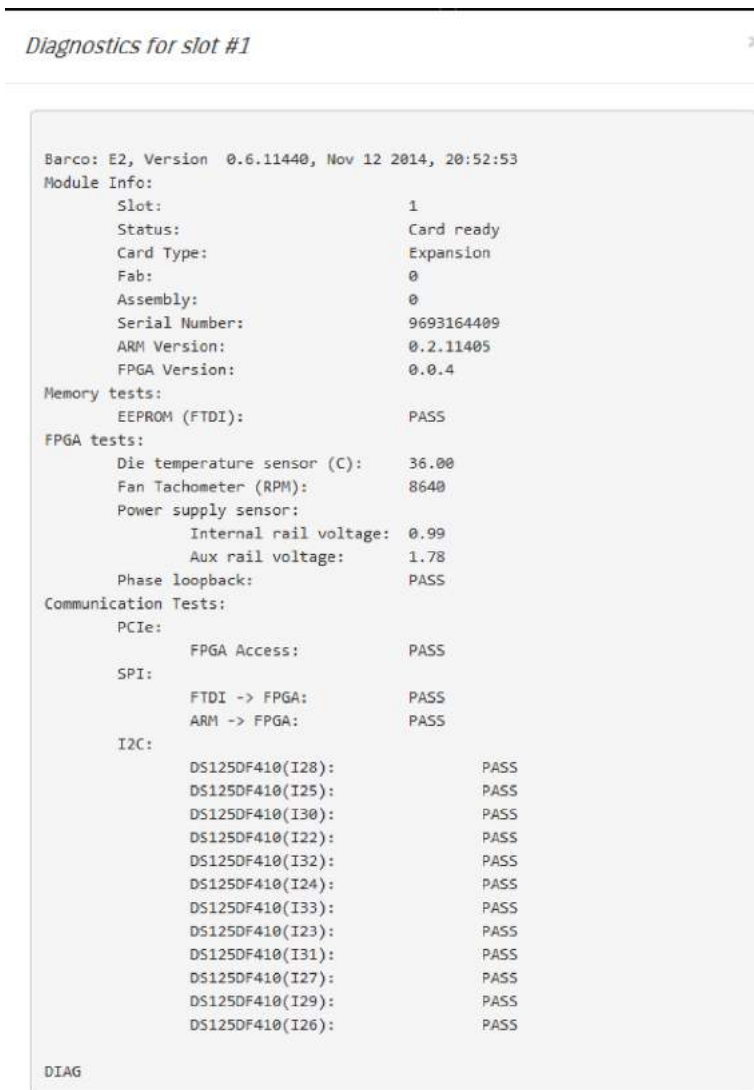 Diagnostics for slot #1
Barco: E2, Version 0.6.11440, Nov 12 2014, 20:52:53
Module Info:
Slot: 1
Status: Card ready
Card Type: Expansion
Fab: 0
Assembly: 0
Serial Number: 9693164409
ARM Version: 0.2.11405
FPGA Version: 0.0.4
Memory tests:
EEPROM (FTDI): PASS
FPGA tests:
Die temperature sensor (C): 36.00
Fan Tachometer (RPM): 8640
Power supply sensor:
Internal rail voltage: 0.99
Aux rail voltage: 1.78
Phase loopback: PASS
Communication Tests:
PCIe:
FPGA Access: PASS
SPI:
FTDI -> FPGA: PASS
ARM -> FPGA: PASS
I2C:
DS125DF410(I28): PASS
DS125DF410(I25): PASS
DS125DF410(I30): PASS
DS125DF410(I22): PASS
DS125DF410(I32): PASS
DS125DF410(I24): PASS
DS125DF410(I33): PASS
DS125DF410(I23): PASS
DS125DF410(I31): PASS
DS125DF410(I27): PASS
DS125DF410(I29): PASS
DS125DF410(I26): PASS
DIAG